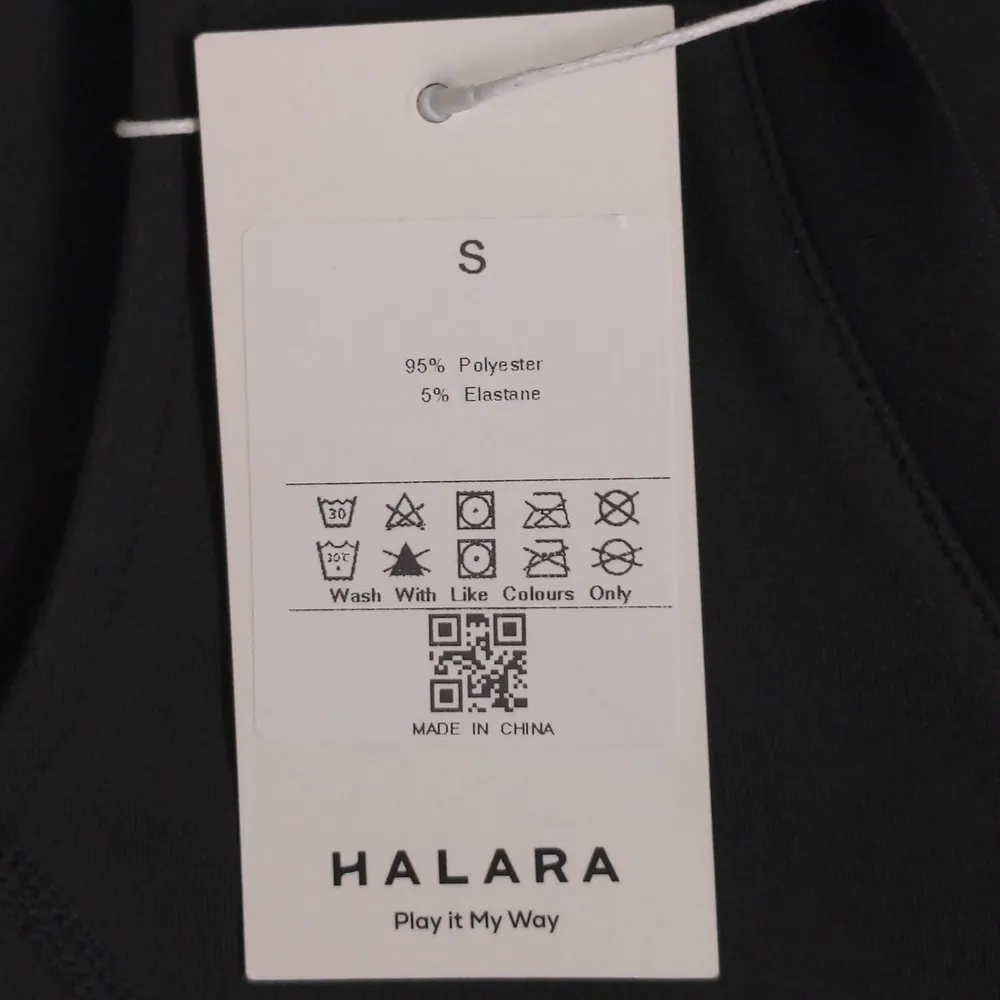 S
95% Polyester
5% Elastane
30
30℃
Wash With Like Colours Only
MADE IN CHINA
HALARA
Play it My Way